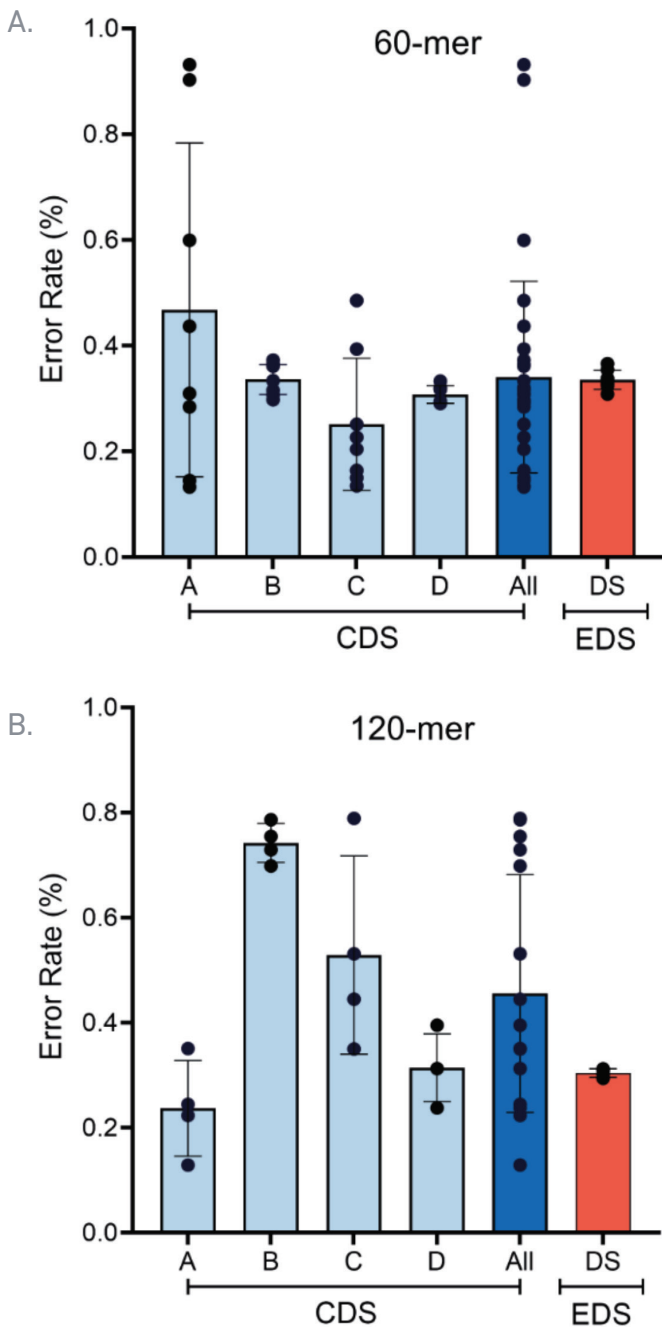 A.
60-mer
1.0
0.8
0.6
0.4
0.2
0.0
Error Rate (%)
A B C D All DS
CDS EDS
B.
120-mer
1.0
0.8
0.6
0.4
0.2
0.0
Error Rate (%)
A B C D All DS
CDS EDS